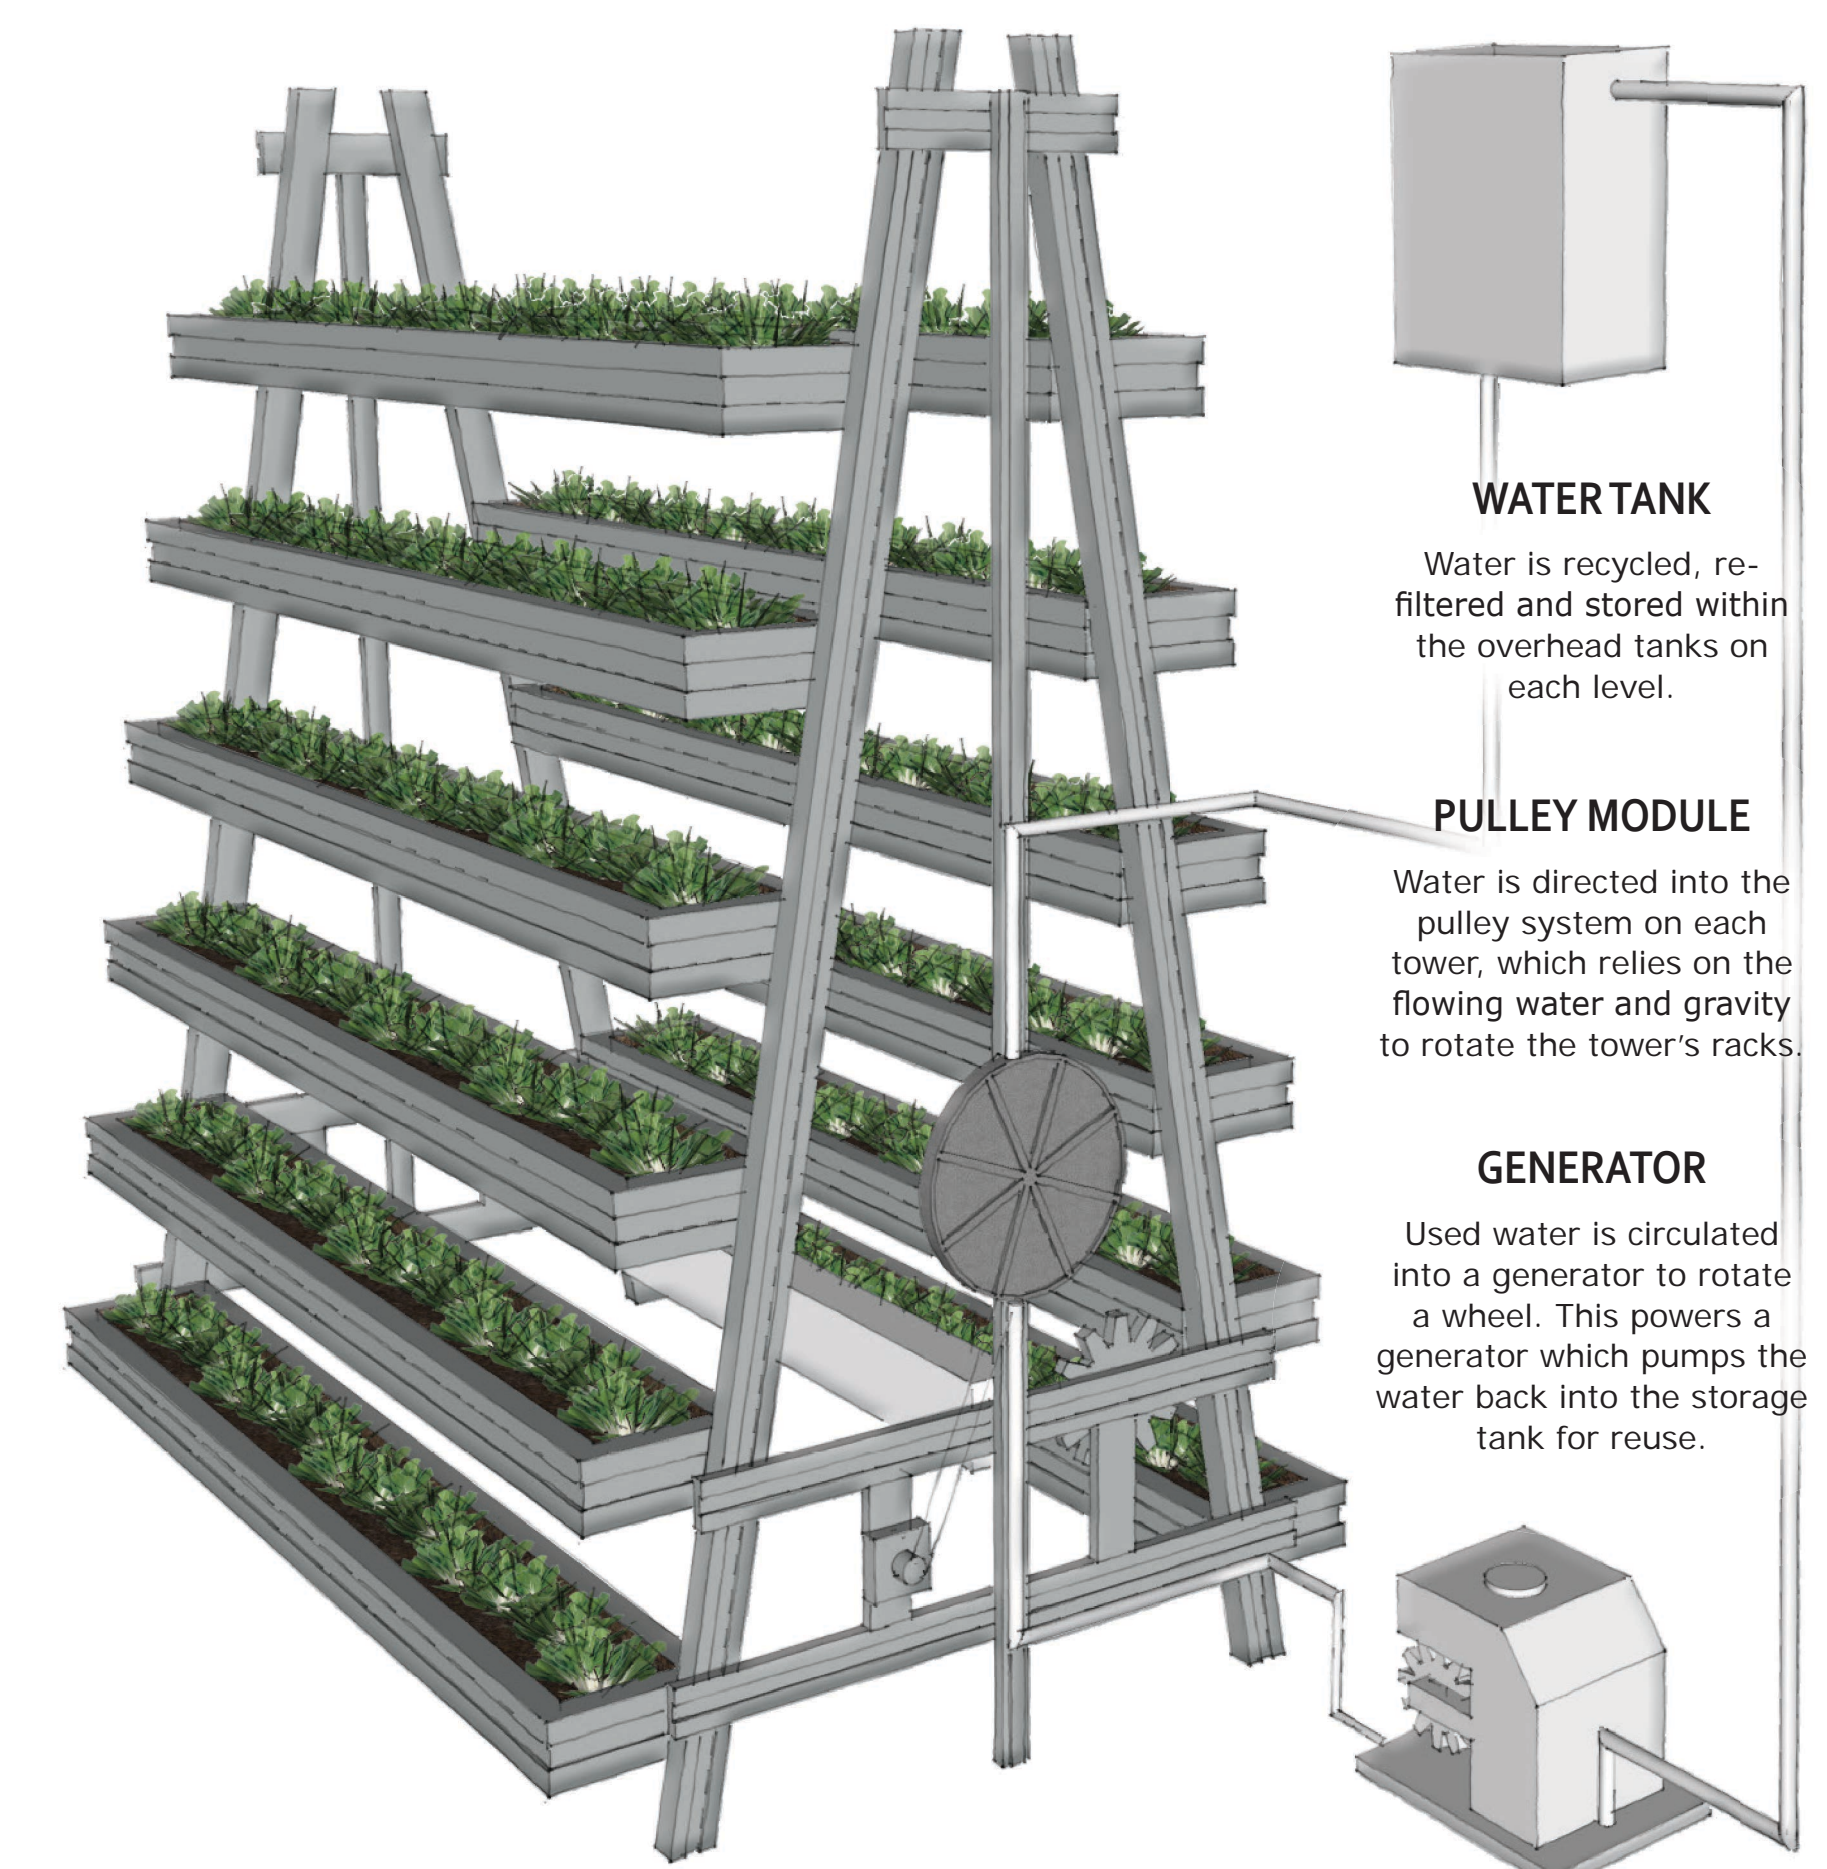 WATER TANK
Water is recycled, re-
filtered and stored within
the overhead tanks on
each level.
PULLEY MODULE
Water is directed into the
pulley system on each
tower, which relies on the
flowing water and gravity
to rotate the tower's racks.
GENERATOR
Used water is circulated
into a generator to rotate
a wheel. This powers a
generator which pumps the
water back into the storage
tank for reuse.